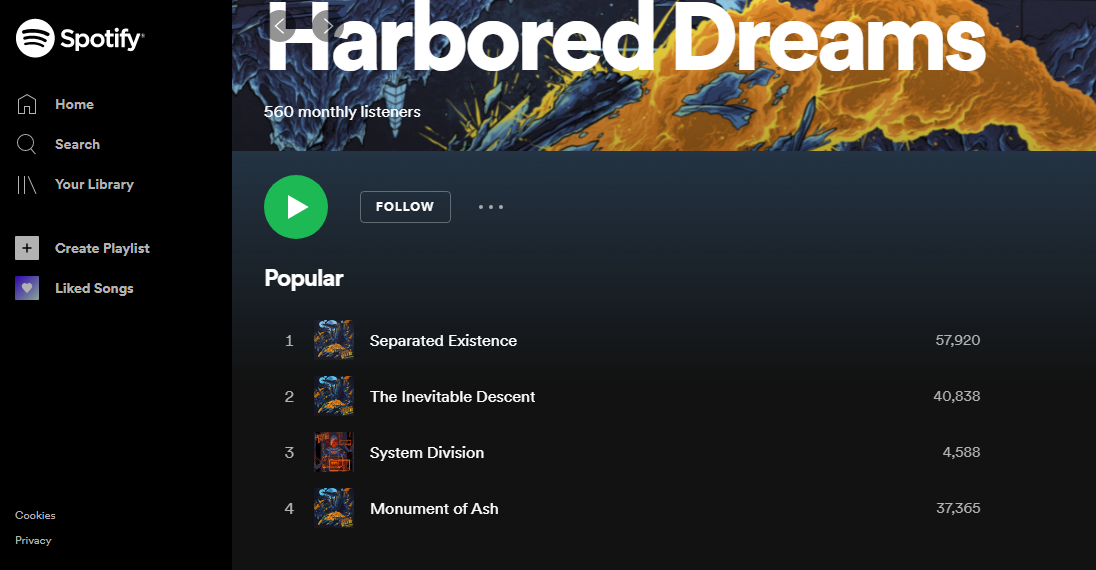 Spotify®
Home
Search
Your Library
Create Playlist
Liked Songs
Cookies
Privacy
Harbored Dreams
560 monthly listeners
FOLLOW
Popular
1 Separated Existence 57,920
2 The Inevitable Descent 40,838
3 System Division 4,588
4 Monument of Ash 37,365